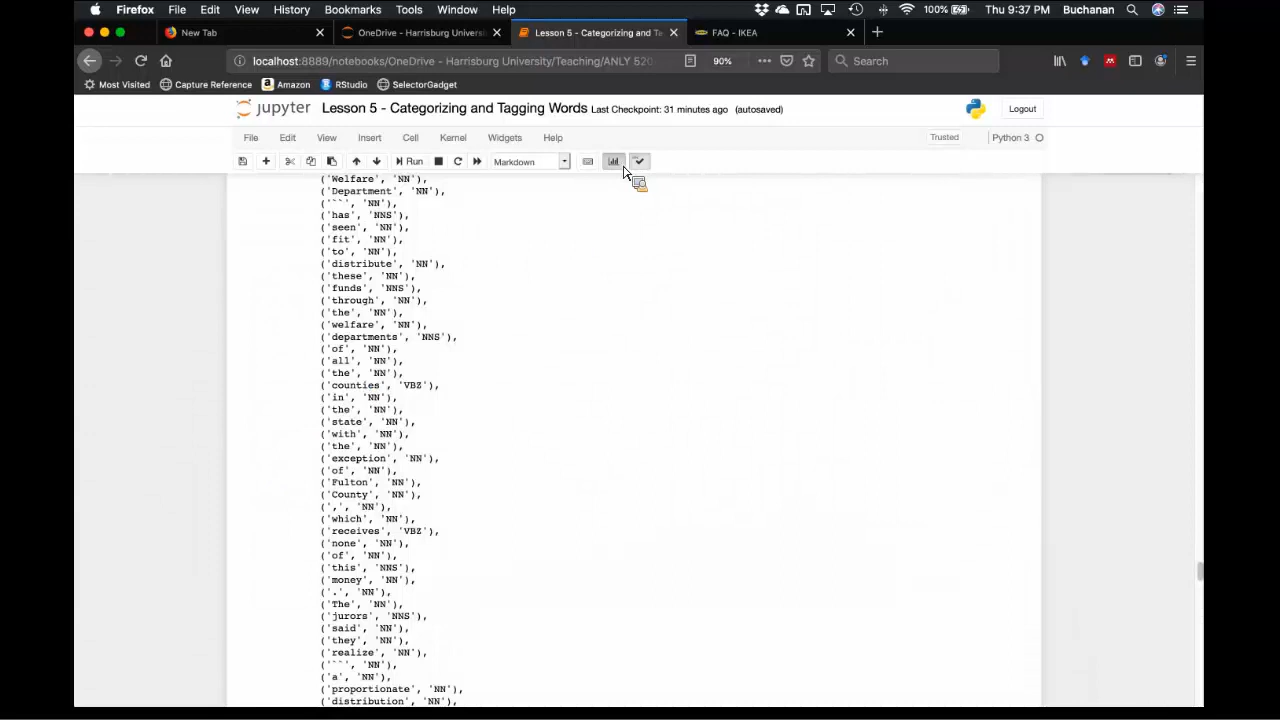 Firefox File Edit View History Bookmarks Tools Window Help 100% Thu 9:37 PM Buchanan
New Tab OneDrive - Harrisburg Universi Lesson 5 - Categorizing and Ta FAQ - IKEA
localhost:8889/notebooks/OneDrive - Harrisburg University/Teaching/ANLY 520 90% Search
Most Visited Capture Reference Amazon RStudio SelectorGadget
jupyter Lesson 5 - Categorizing and Tagging Words Last Checkpoint: 31 minutes ago (autosaved) Logout
File Edit View Insert Cell Kernel Widgets Help Trusted Python 3
Run Markdown
('Welfare', 'NN'),
('Department', 'NN'),
('``', 'NN'),
('has', 'NNS'),
('seen', 'NN'),
('fit', 'NN'),
('to', 'NN'),
('distribute', 'NN'),
('these', 'NN'),
('funds', 'NNS'),
('through', 'NN'),
('the', 'NN'),
('welfare', 'NN'),
('departments', 'NNS'),
('of', 'NN'),
('all', 'NN'),
('the', 'NN'),
('counties', 'VBZ'),
('in', 'NN'),
('the', 'NN'),
('state', 'NN'),
('with', 'NN'),
('the', 'NN'),
('exception', 'NN'),
('of', 'NN'),
('Fulton', 'NN'),
('County', 'NN'),
(',', 'NN'),
('which', 'NN'),
('receives', 'VBZ'),
('none', 'NN'),
('of', 'NN'),
('this', 'NNS'),
('money', 'NN'),
('.', 'NN'),
('The', 'NN'),
('jurors', 'NNS'),
('said', 'NN'),
('they', 'NN'),
('realize', 'NN'),
('``', 'NN'),
('a', 'NN'),
('proportionate', 'NN'),
('distribution', 'NN'),